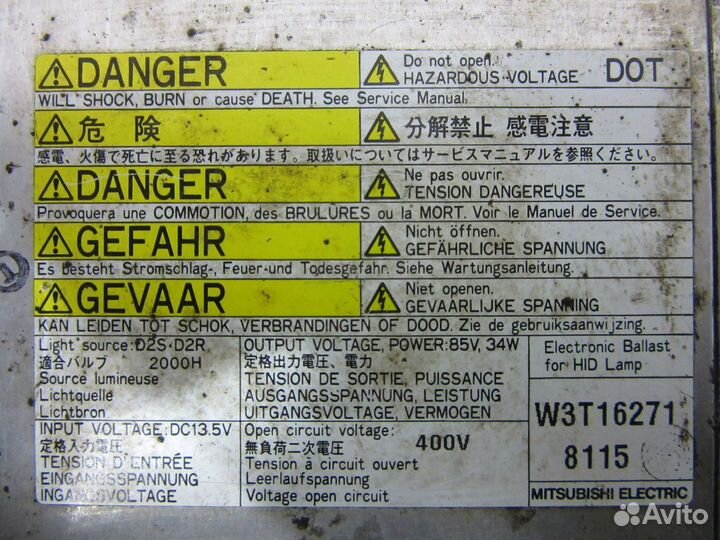 DANGER
Do not open.
HAZARDOUS VOLTAGE
DOT
WILL SHOCK, BURN or cause DEATH. See Service Manual.
危険
分解禁止 感電注意
感電、火傷で死亡に至る恐れがあります。取扱いについてはサービスマニュアルを参照ください。
DANGER
Ne pas ouvrir.
TENSION DANGEREUSE
Provoquera une COMMOTION, des BRULÛRES ou la MORT. Voir le Manuel de Service.
GEFAHR
Nicht öffnen.
GEFÄHRLICHE SPANNUNG
Es besteht Stromschlag-, Feuer-und Todesgefahr. Siehe Wartungsanleitung.
GEVAAR
Niet openen.
GEVAARLIJKE SPANNING
KAN LEIDEN TOT SCHOK, VERBRANDINGEN OF DOOD. Zie de gebruiksaanwijzing.
Light source:D2S·D2R
適合バルブ 2000H
Source lumineuse
Lichtquelle
Lichtbron
OUTPUT VOLTAGE, POWER:85V, 34W
定格出力電圧、電力
TENSION DE SORTIE, PUISSANCE
AUSGANGSSPANNUNG, LEISTUNG
UITGANGSVOLTAGE, VERMOGEN
Electronic Ballast
for HID Lamp
INPUT VOLTAGE:DC13.5V
定格入力電圧
TENSION D'ENTRÉE
EINGANGSSPANNUNG
INGANGSVOLTAGE
Open circuit voltage:
無負荷二次電圧 400V
Tension à circuit ouvert
Leerlaufspannung
Voltage open circuit
W3T16271
8115
MITSUBISHI ELECTRIC
Avito